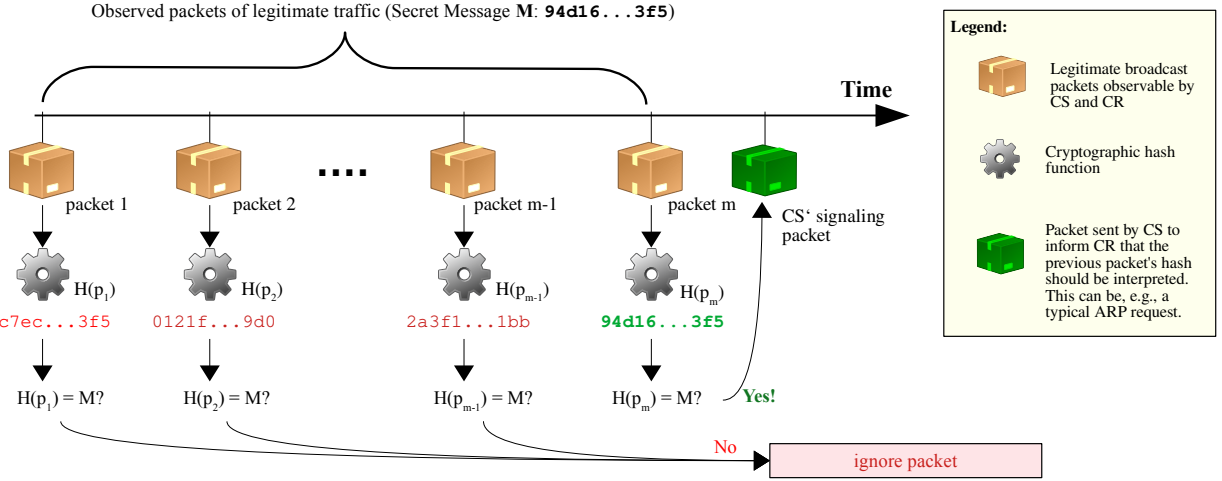 Observed packets of legitimate traffic (Secret Message M: 94d16...3f5)
Time
packet 1
packet 2
....
packet m-1
packet m
CS‘ signaling
packet
H(p1)
H(p2)
H(pm-1)
H(pm)
c7ec...3f5
0121f...9d0
2a3f1...1bb
94d16...3f5
H(p1) = M?
H(p2) = M?
H(pm-1) = M?
H(pm) = M?
Yes!
No
ignore packet
Legend:
Legitimate broadcast
packets observable by
CS and CR
Cryptographic hash
function
Packet sent by CS to
inform CR that the
previous packet's hash
should be interpreted.
This can be, e.g., a
typical ARP request.